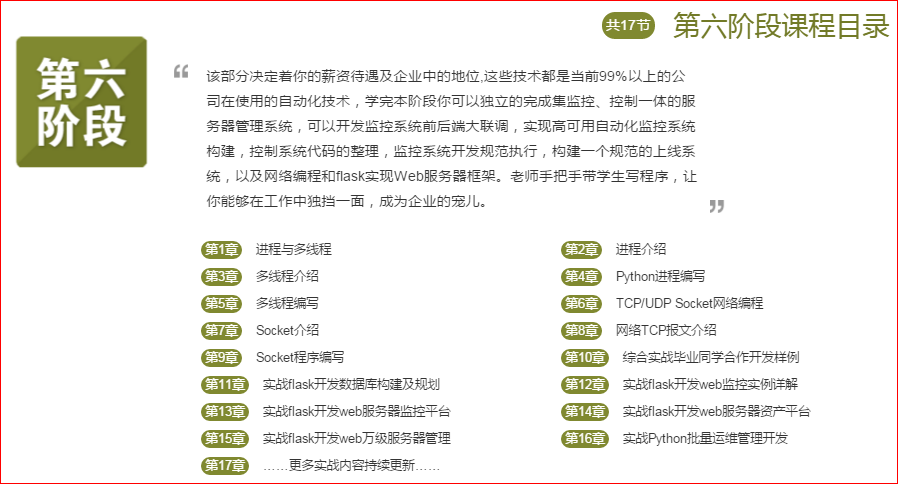 共17节 第六阶段课程目录
第六
阶段
“ 该部分决定着你的薪资待遇及企业中的地位,这些技术都是当前99%以上的公
司在使用的自动化技术，学完本阶段你可以独立的完成集监控、控制一体的服
务器管理系统，可以开发监控系统前后端大联调，实现高可用自动化监控系统
构建，控制系统代码的整理，监控系统开发规范执行，构建一个规范的上线系
统，以及网络编程和flask实现Web服务器框架。老师手把手带学生写程序，让
你能够在工作中独挡一面，成为企业的宠儿。 ”
第1章 进程与多线程
第2章 进程介绍
第3章 多线程介绍
第4章 Python进程编写
第5章 多线程编写
第6章 TCP/UDP Socket网络编程
第7章 Socket介绍
第8章 网络TCP报文介绍
第9章 Socket程序编写
第10章 综合实战毕业同学合作开发样例
第11章 实战flask开发数据库构建及规划
第12章 实战flask开发web监控实例详解
第13章 实战flask开发web服务器监控平台
第14章 实战flask开发web服务器资产平台
第15章 实战flask开发web万级服务器管理
第16章 实战Python批量运维管理开发
第17章 ……更多实战内容持续更新……